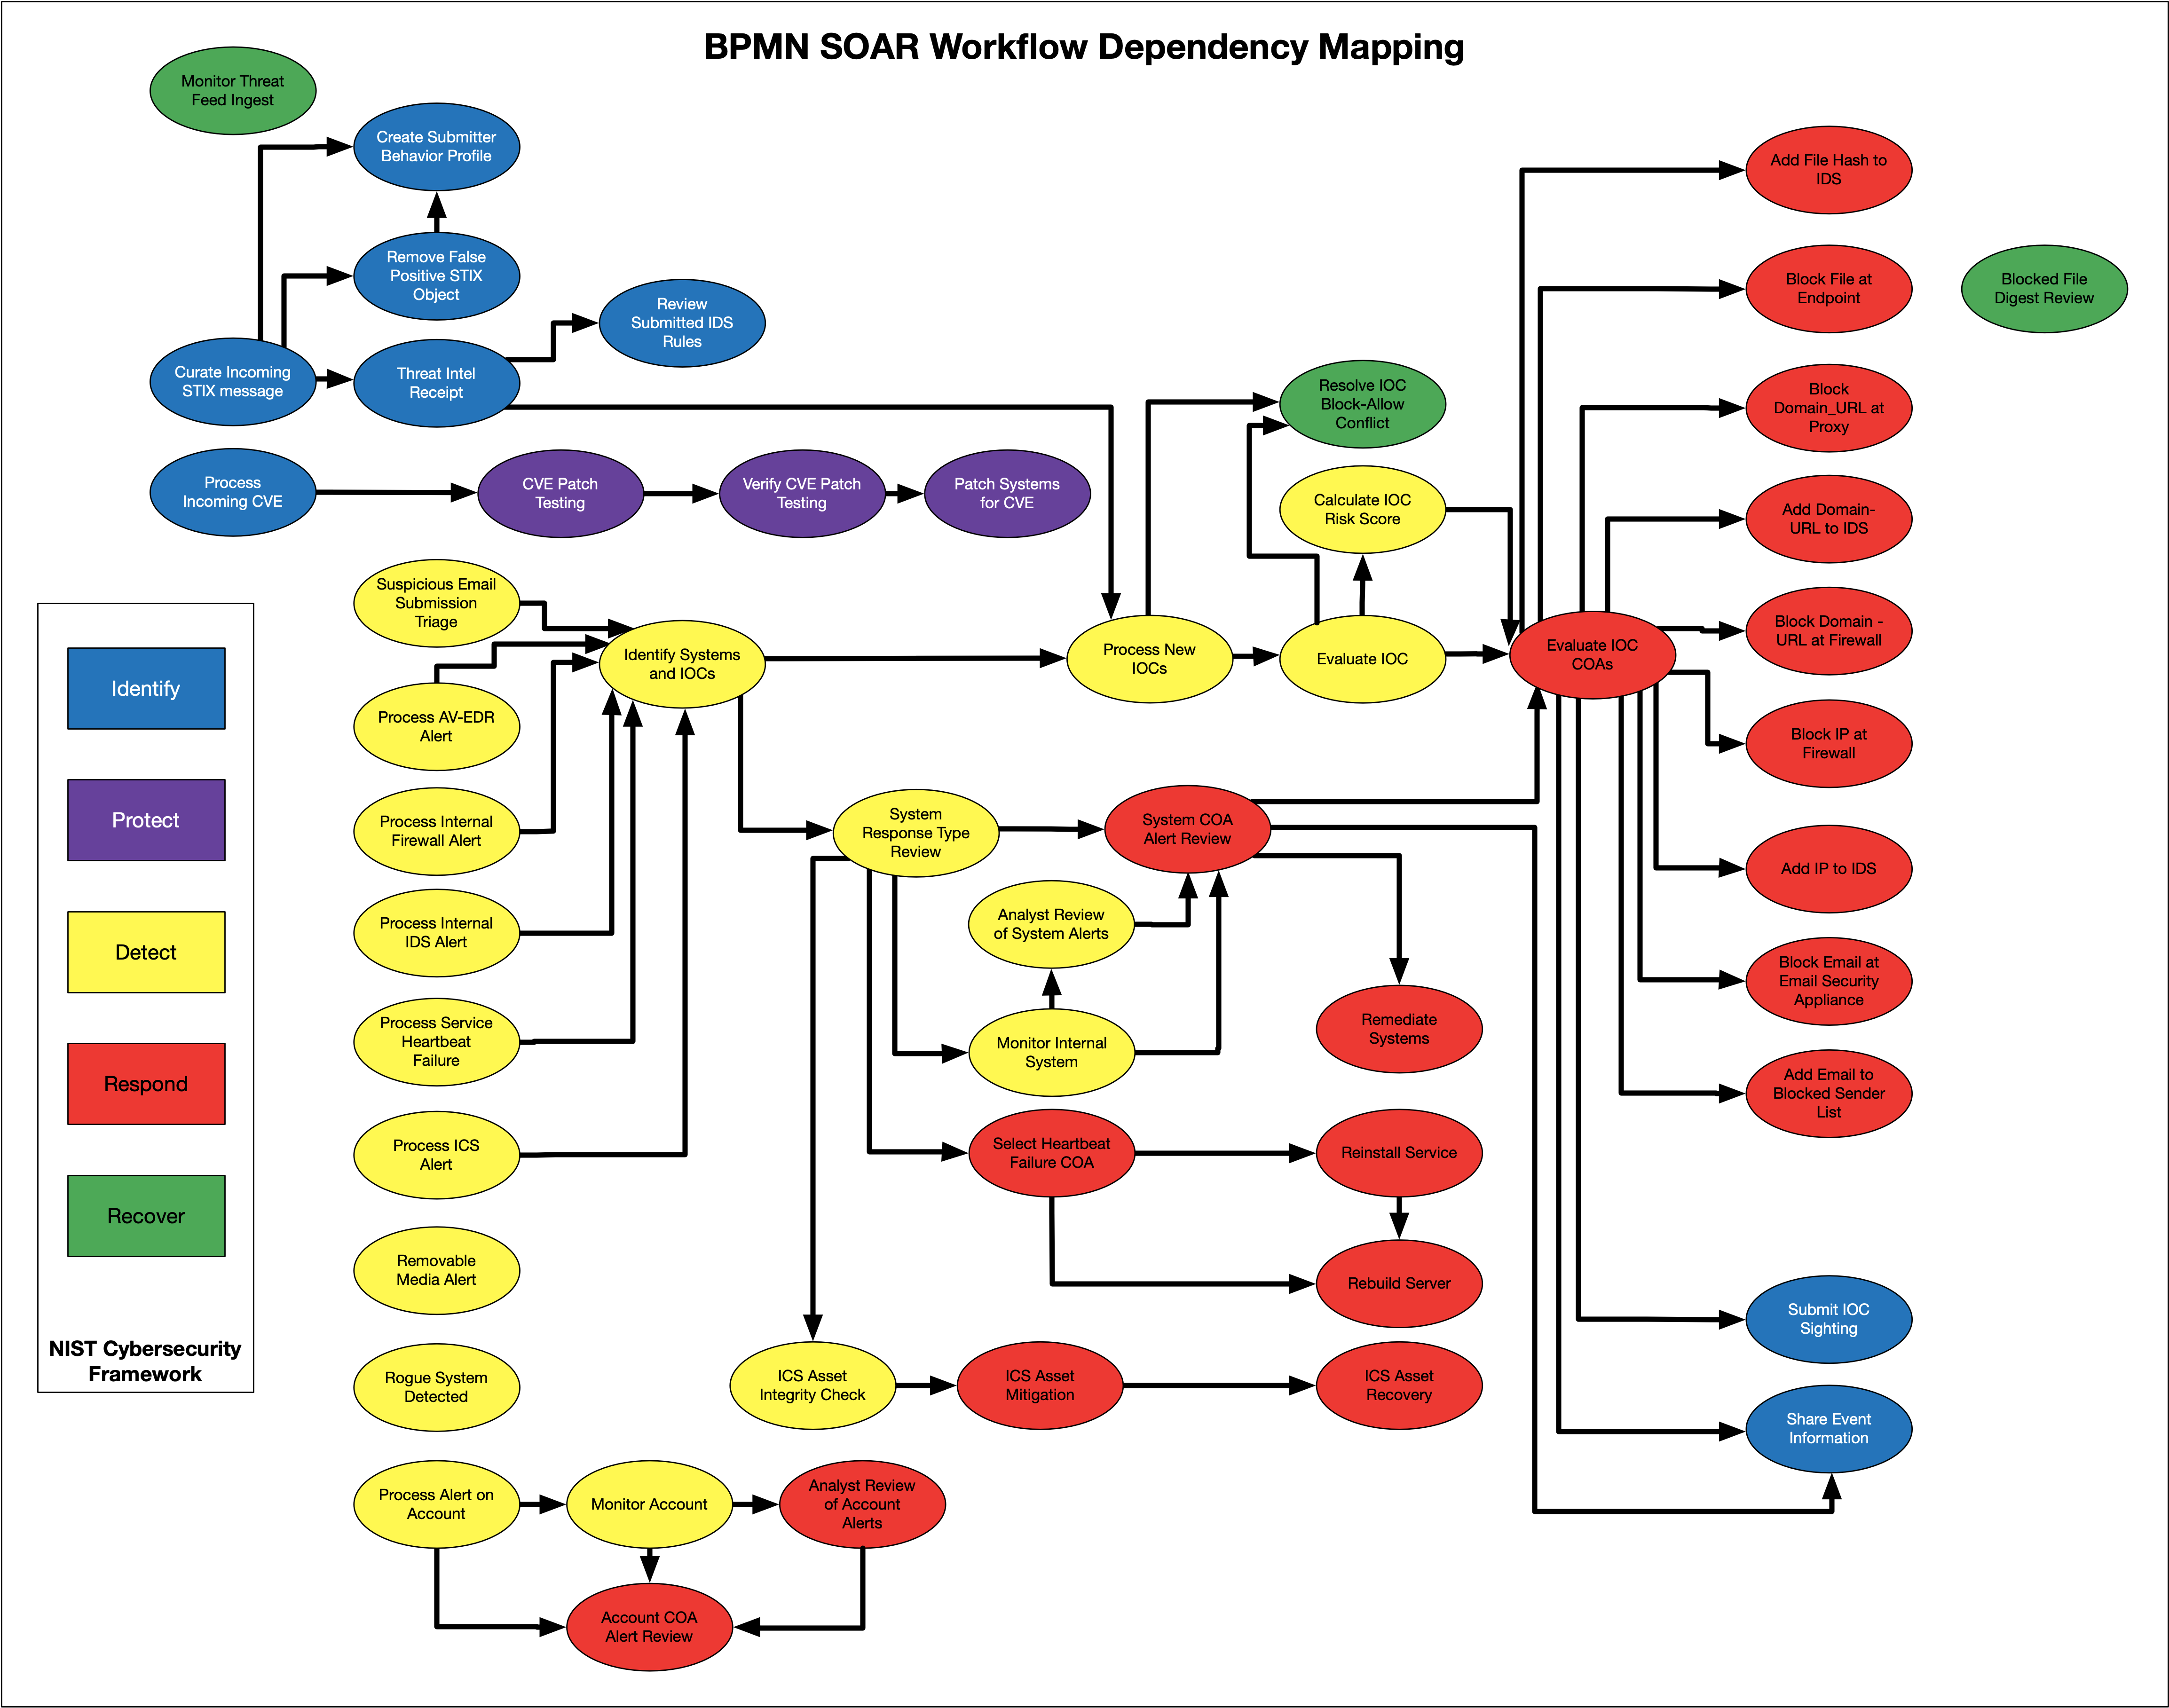 BPMN SOAR Workflow Dependency Mapping
Monitor Threat
Feed Ingest
Create Submitter
Behavior Profile
Remove False
Positive STIX
Object
Review
Submitted IDS
Rules
Curate Incoming
STIX message
Threat Intel
Receipt
Process
Incoming CVE
CVE Patch
Testing
Verify CVE Patch
Testing
Patch Systems
for CVE
Resolve IOC
Block-Allow
Conflict
Calculate IOC
Risk Score
Suspicious Email
Submission
Triage
Identify Systems
and IOCs
Process New
IOCs
Evaluate IOC
Evaluate IOC
COAs
Process AV-EDR
Alert
Process Internal
Firewall Alert
Process Internal
IDS Alert
Process Service
Heartbeat
Failure
Process ICS
Alert
Removable
Media Alert
Rogue System
Detected
System
Response Type
Review
System COA
Alert Review
Analyst Review
of System Alerts
Monitor Internal
System
Remediate
Systems
Select Heartbeat
Failure COA
Reinstall Service
Rebuild Server
ICS Asset
Integrity Check
ICS Asset
Mitigation
ICS Asset
Recovery
Process Alert on
Account
Monitor Account
Analyst Review
of Account
Alerts
Account COA
Alert Review
Add File Hash to
IDS
Block File at
Endpoint
Blocked File
Digest Review
Block
Domain_URL at
Proxy
Add Domain-
URL to IDS
Block Domain -
URL at Firewall
Block IP at
Firewall
Add IP to IDS
Block Email at
Email Security
Appliance
Add Email to
Blocked Sender
List
Submit IOC
Sighting
Share Event
Information
Identify
Protect
Detect
Respond
Recover
NIST Cybersecurity
Framework